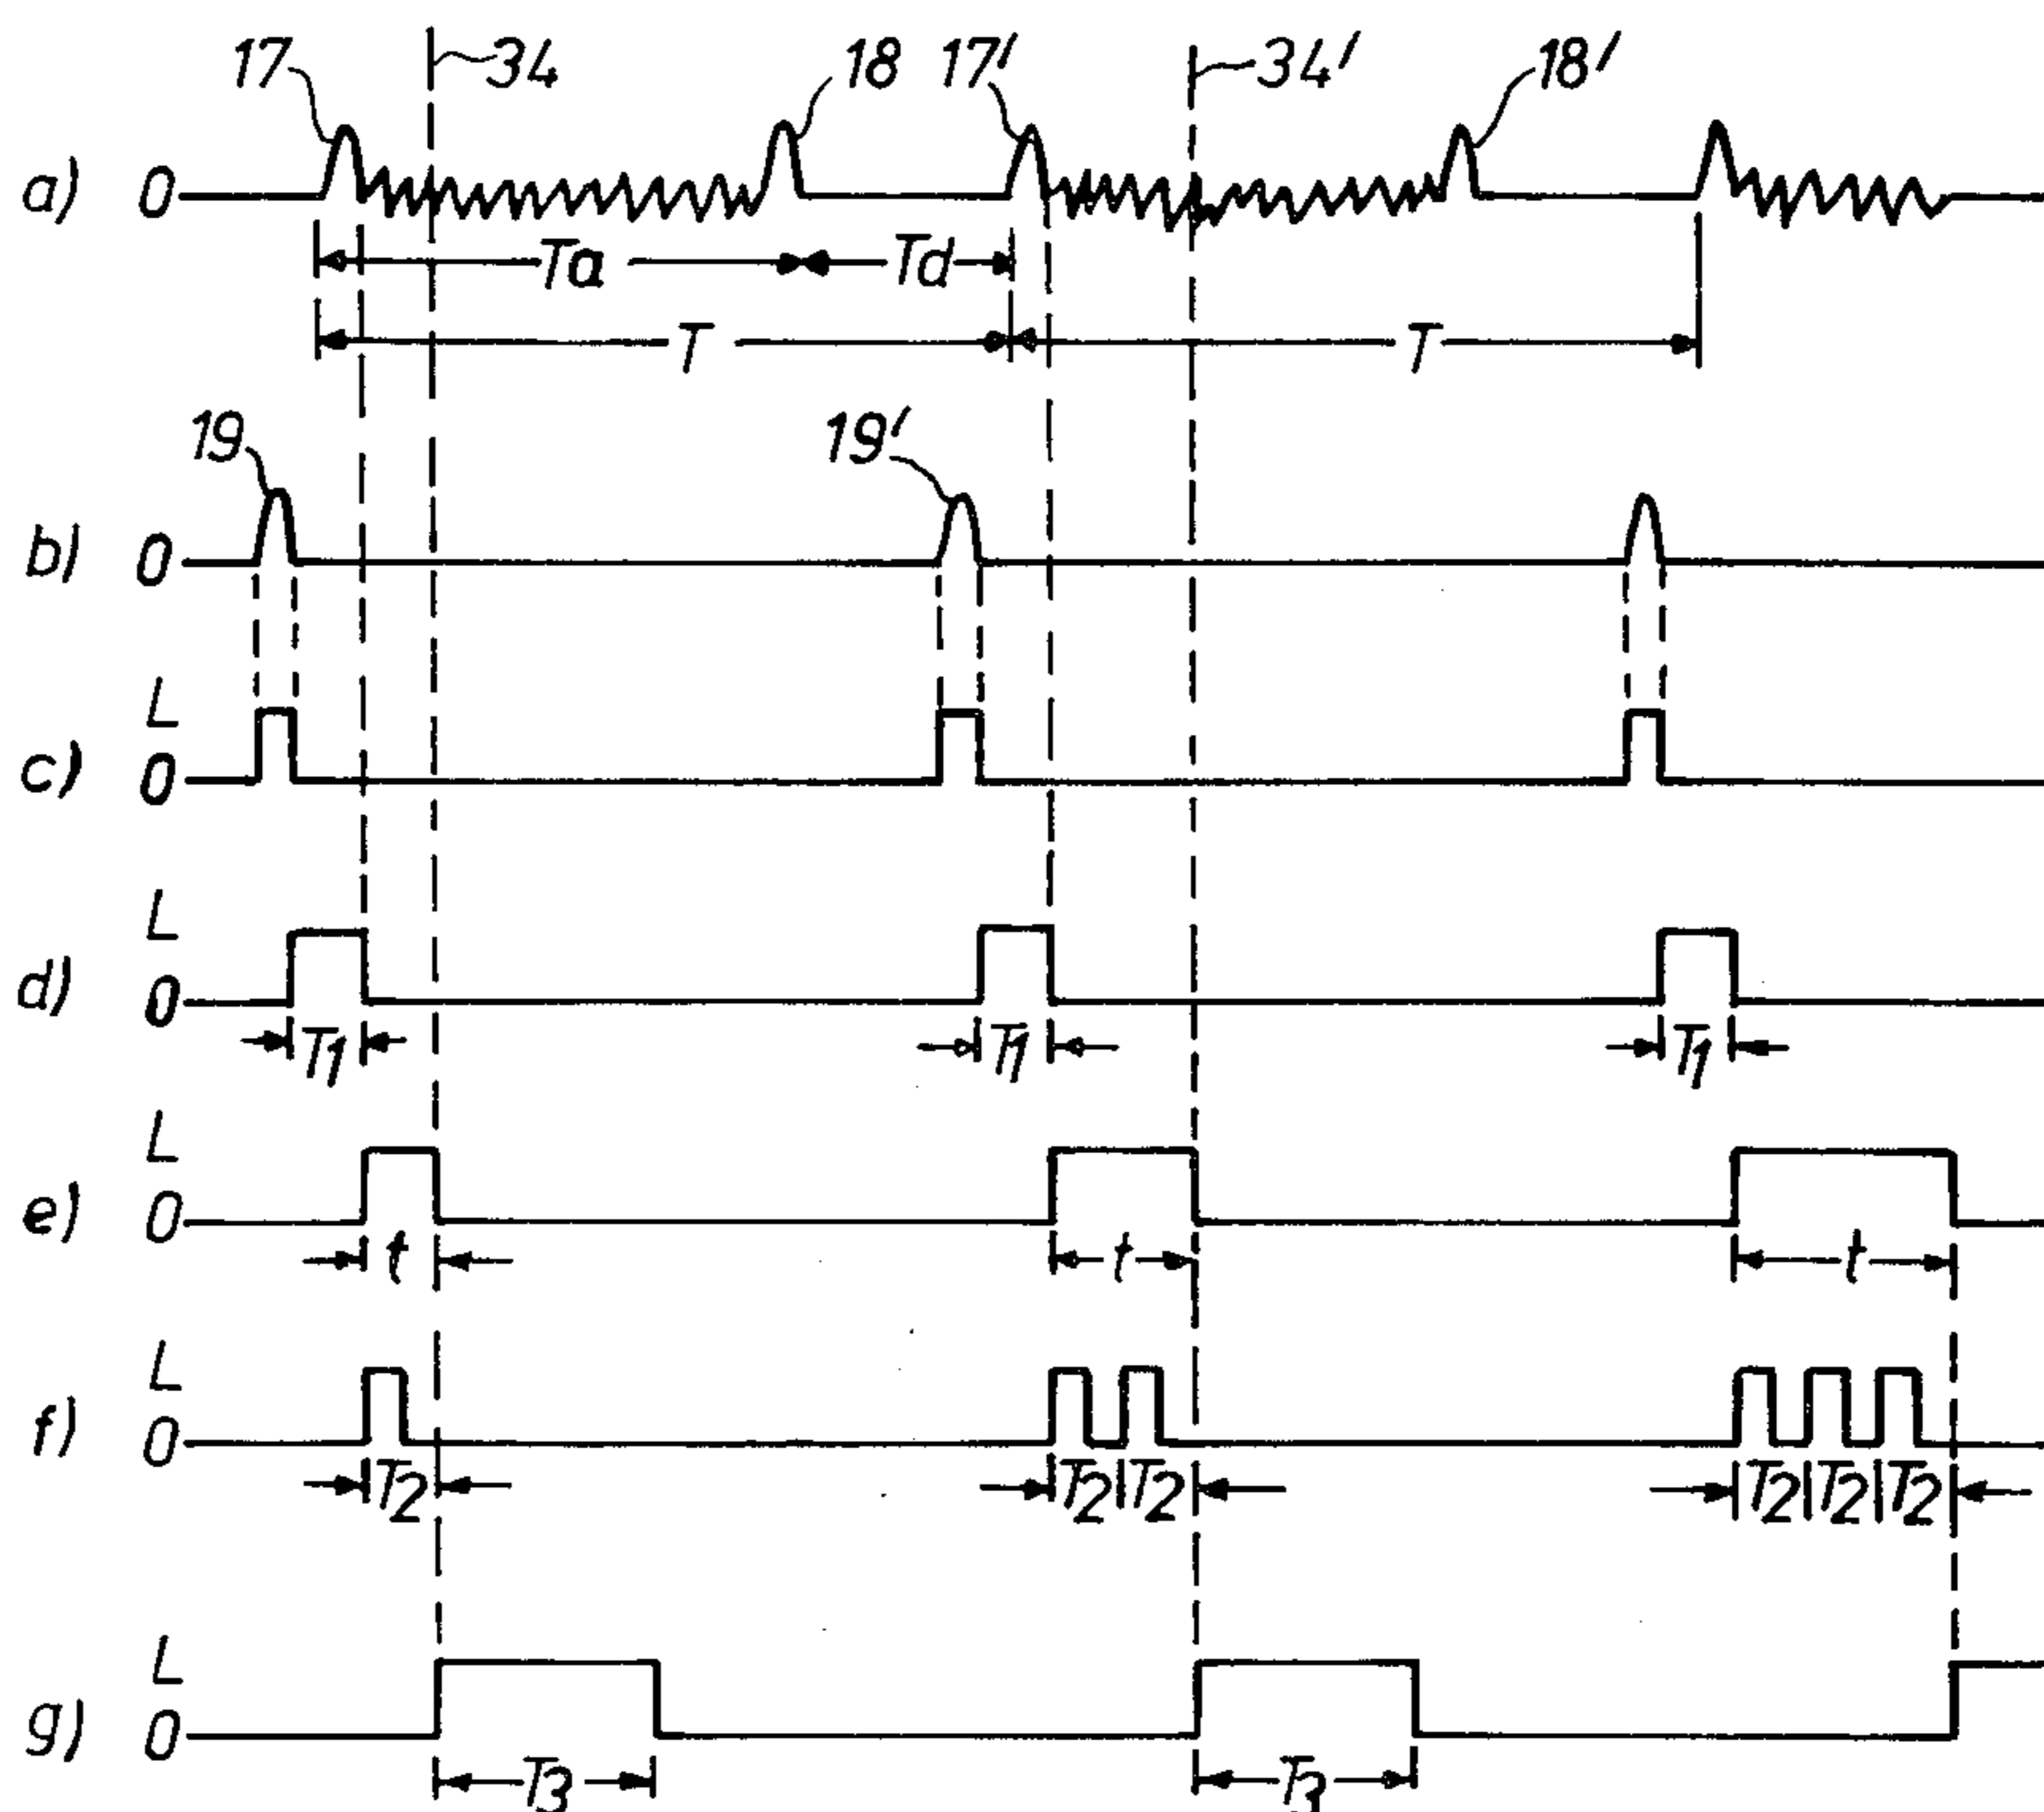 17 34 18 17' 34' 18'
a) 0
Ta Td
T T
19 19'
b) 0
L
c) 0
L
d) 0
T1 T1 T1
L
e) 0
t t t
L
f) 0
T2 T2 T2 T2 T2 T2
L
g) 0
T3 T3